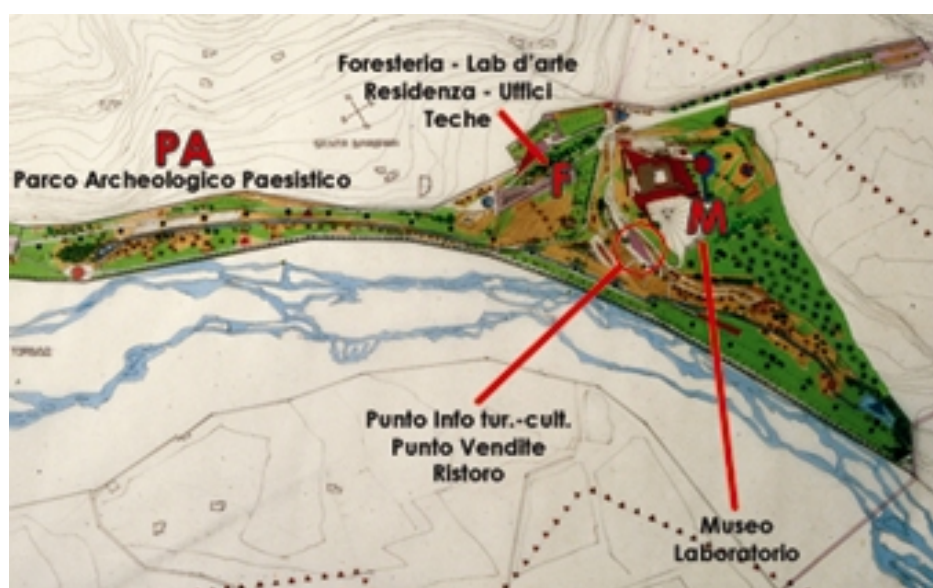 Foresteria - Lab d'arte
Residenza - Uffici
Teche
PA
Parco Archeologico Paesistico
F
M
Punto Info tur.-cult.
Punto Vendite
Ristoro
Museo
Laboratorio